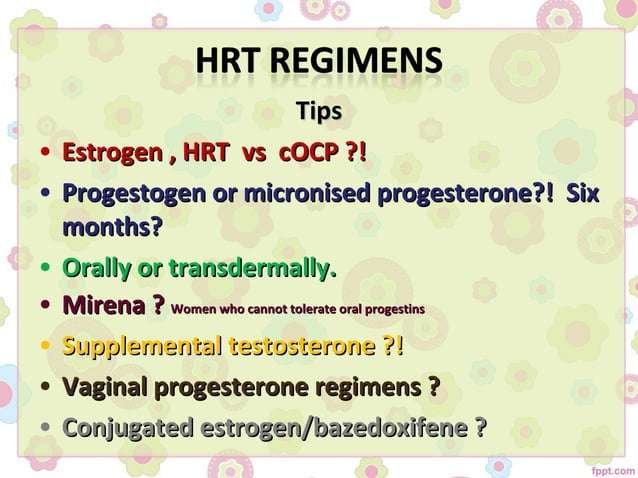 HRT REGIMENS
Tips
• Estrogen , HRT vs cOCP ?!
• Progestogen or micronised progesterone?! Six
months?
• Orally or transdermally.
• Mirena ? Women who cannot tolerate oral progestins
• Supplemental testosterone ?!
• Vaginal progesterone regimens ?
• Conjugated estrogen/bazedoxifene ?
fppt.com